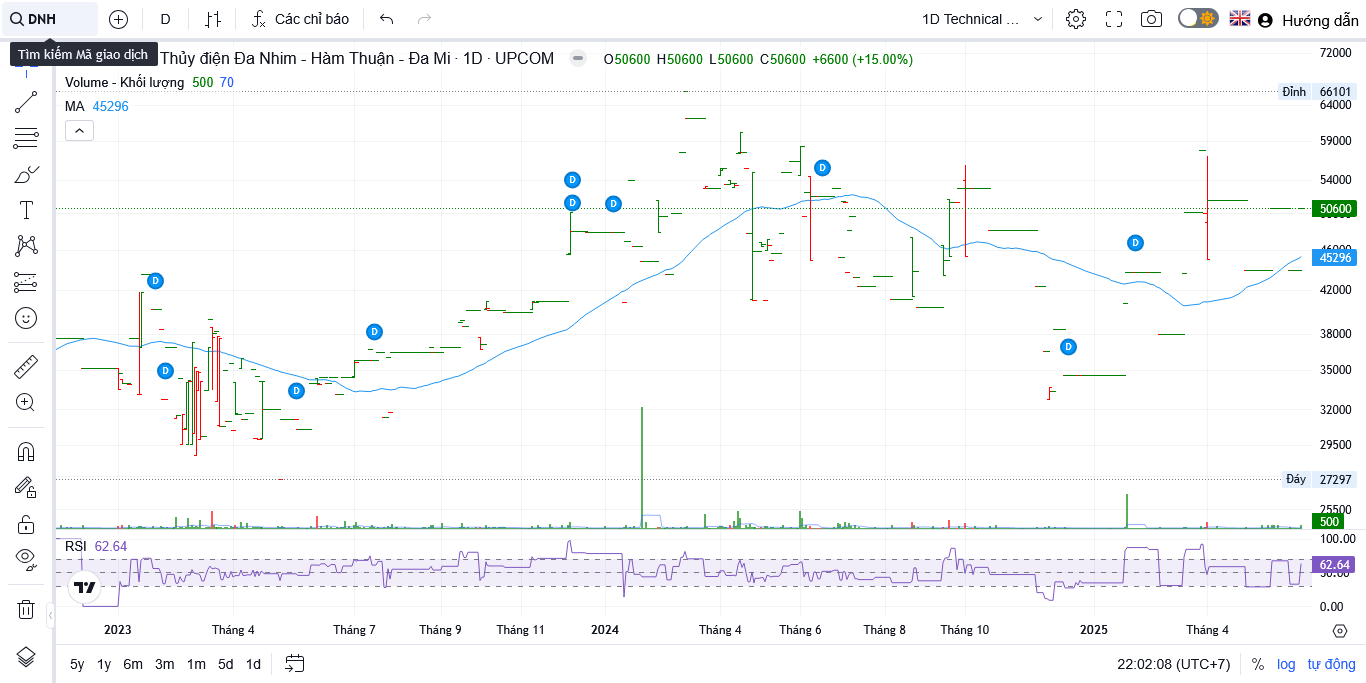 DNH
D
Các chỉ báo
1D Technical ...
Hướng dẫn
Tìm kiếm Mã giao dịch
Thủy điện Đa Nhim - Hàm Thuận - Đa Mi · 1D · UPCOM
O50600 H50600 L50600 C50600 +6600 (+15.00%)
Volume - Khối lượng 500 70
MA 45296
72000
Đỉnh 66101
64000
59000
54000
50600
46000
45296
42000
38000
35000
32000
29500
Đáy 27297
25500
500
D
D
D
D
D
D
D
D
D
D
RSI 62.64
100.00
62.64
50.00
0.00
2023 Tháng 4 Tháng 7 Tháng 9 Tháng 11 2024 Tháng 4 Tháng 6 Tháng 8 Tháng 10 2025 Tháng 4
5y 1y 6m 3m 1m 5d 1d
22:02:08 (UTC+7) % log tự động